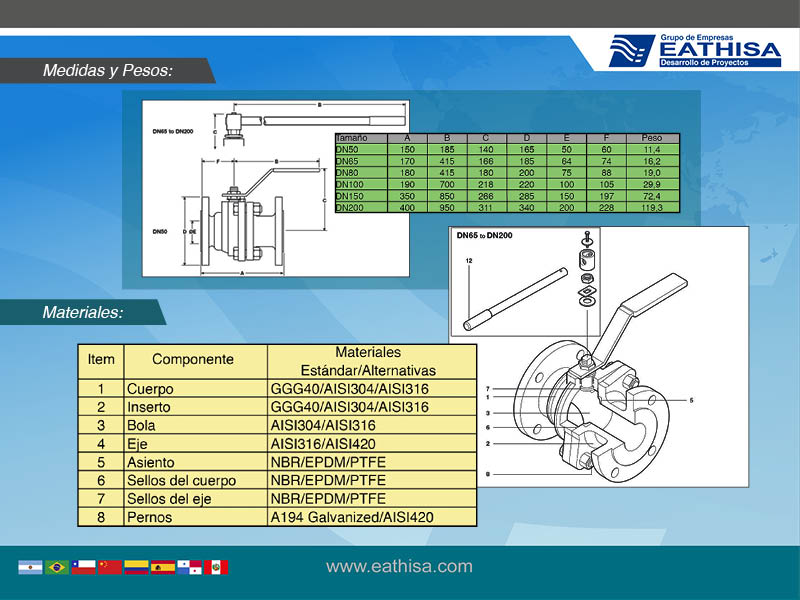 Grupo de Empresas
EATHISA
Desarrollo de Proyectos
Medidas y Pesos:
DN65 to DN200
B
C
F B
C
DN50 D DE
A
Tamaño A B C D E F Peso
DN50 150 185 140 165 50 60 11,4
DN65 170 415 166 185 64 74 16,2
DN80 180 415 180 200 75 88 19,0
DN100 190 700 218 220 100 105 29,9
DN150 350 850 266 285 150 197 72,4
DN200 400 950 311 340 200 228 119,3
DN65 to DN200
12
7
1
5
3
6
2
8
Materiales:
Item Componente Materiales
Estándar/Alternativas
1 Cuerpo GGG40/AISI304/AISI316
2 Inserto GGG40/AISI304/AISI316
3 Bola AISI304/AISI316
4 Eje AISI316/AISI420
5 Asiento NBR/EPDM/PTFE
6 Sellos del cuerpo NBR/EPDM/PTFE
7 Sellos del eje NBR/EPDM/PTFE
8 Pernos A194 Galvanized/AISI420
www.eathisa.com